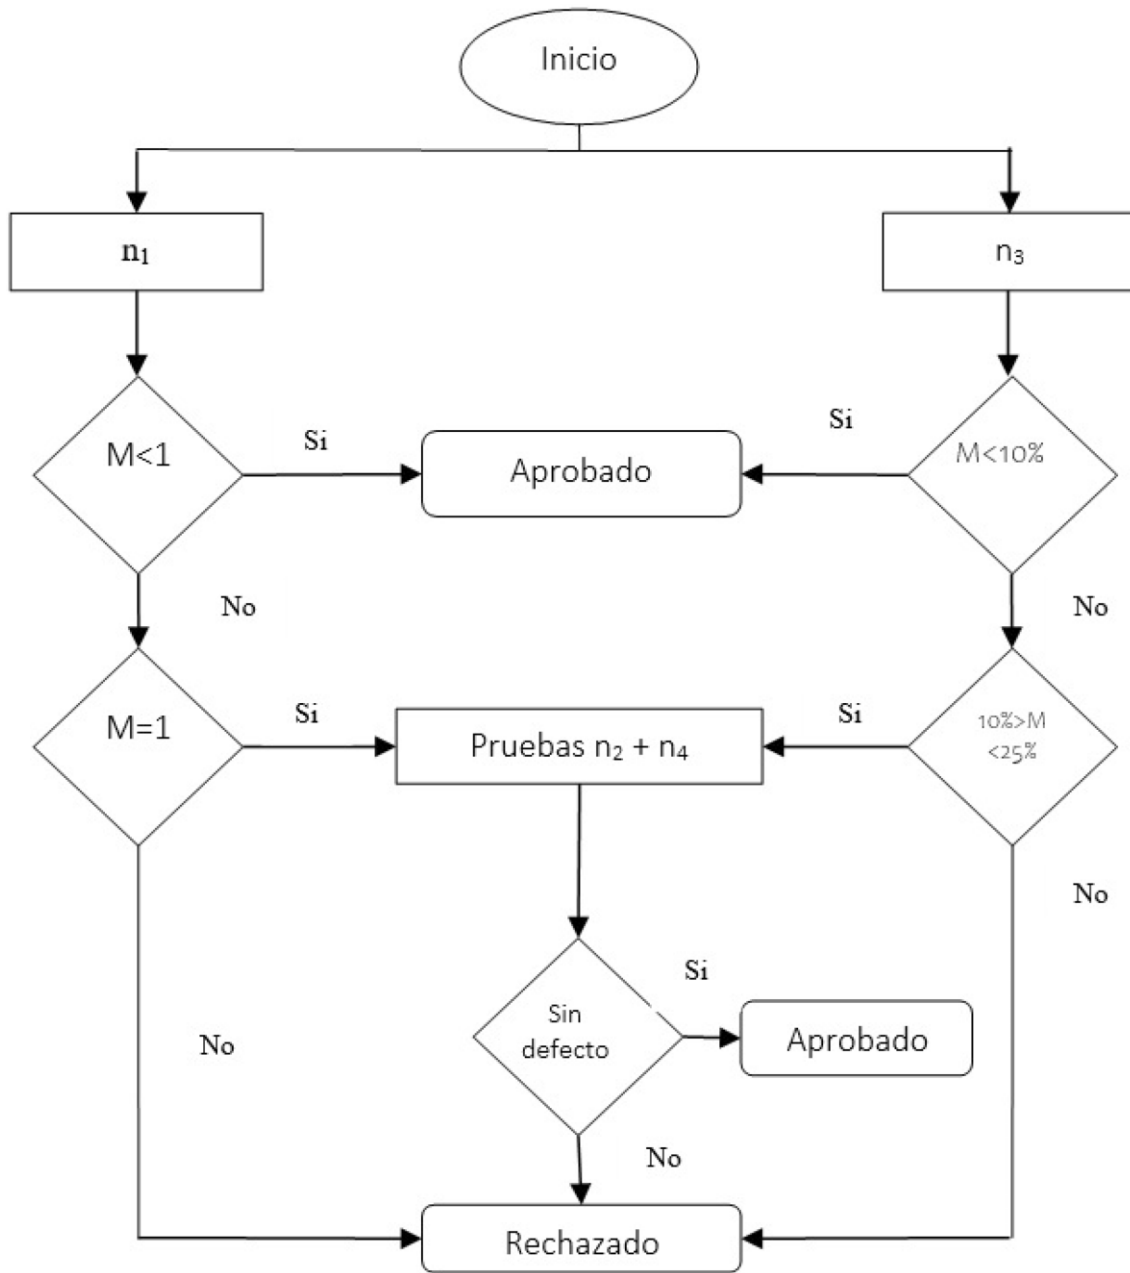 Inicio
n₁
n₃
M<1
Si
Aprobado
Si
M<10%
No
No
M=1
Si
Pruebas n₂ + n₄
Si
10%>M
<25%
No
Sin
defecto
Si
Aprobado
No
No
Rechazado